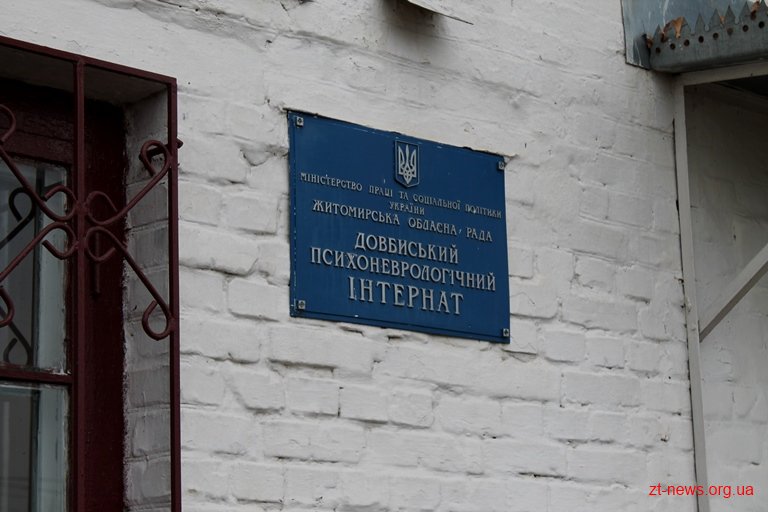 МІНІСТЕРСТВО ПРАЦІ ТА СОЦІАЛЬНОЇ ПОЛІТИКИ
УКРАЇНИ
ЖИТОМИРСЬКА ОБЛАСНА РАДА
ДОВБИСЬКИЙ
ПСИХОНЕВРОЛОГІЧНИЙ
ІНТЕРНАТ
zt-news.org.ua